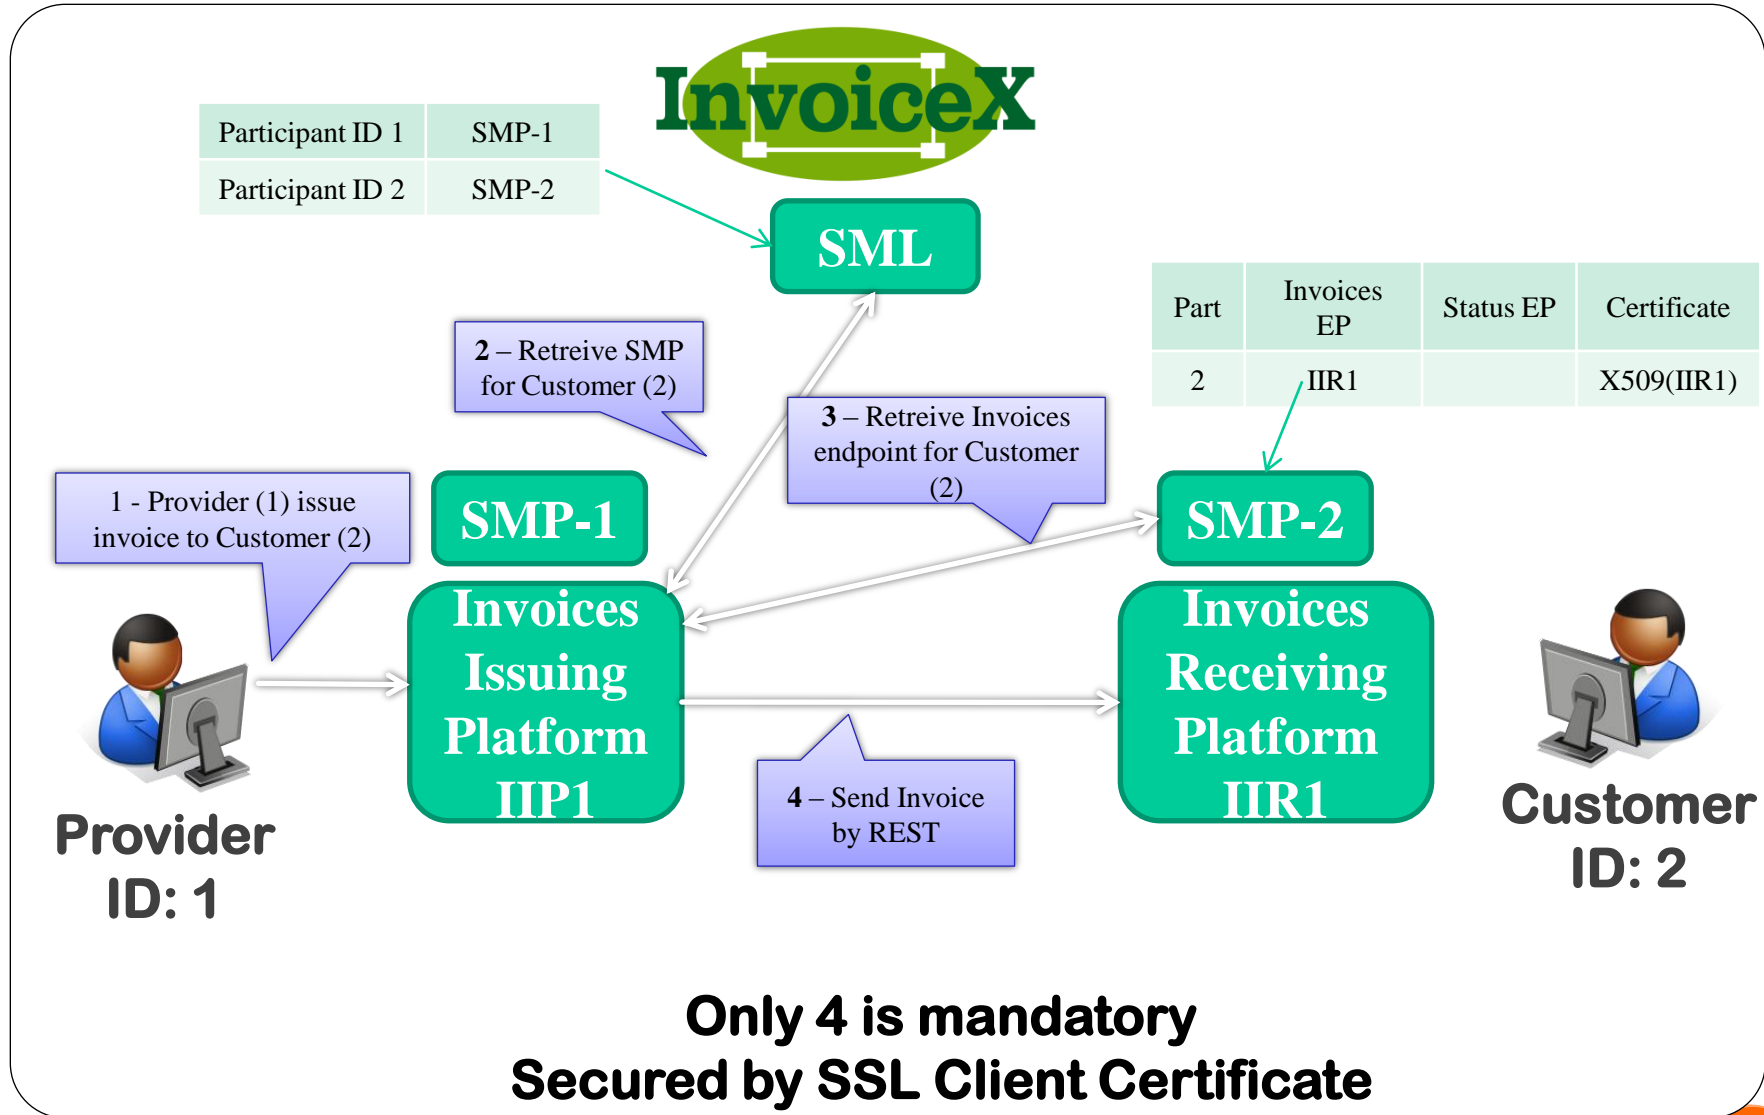 InvoiceX
Participant ID 1 SMP-1
Participant ID 2 SMP-2
SML
Part Invoices EP Status EP Certificate
2 IIR1 X509(IIR1)
2 – Retreive SMP
for Customer (2)
3 – Retreive Invoices
endpoint for Customer
(2)
1 - Provider (1) issue
invoice to Customer (2)
SMP-1
SMP-2
Invoices
Issuing
Platform
IIP1
Invoices
Receiving
Platform
IIR1
4 – Send Invoice
by REST
Provider
ID: 1
Customer
ID: 2
Only 4 is mandatory
Secured by SSL Client Certificate